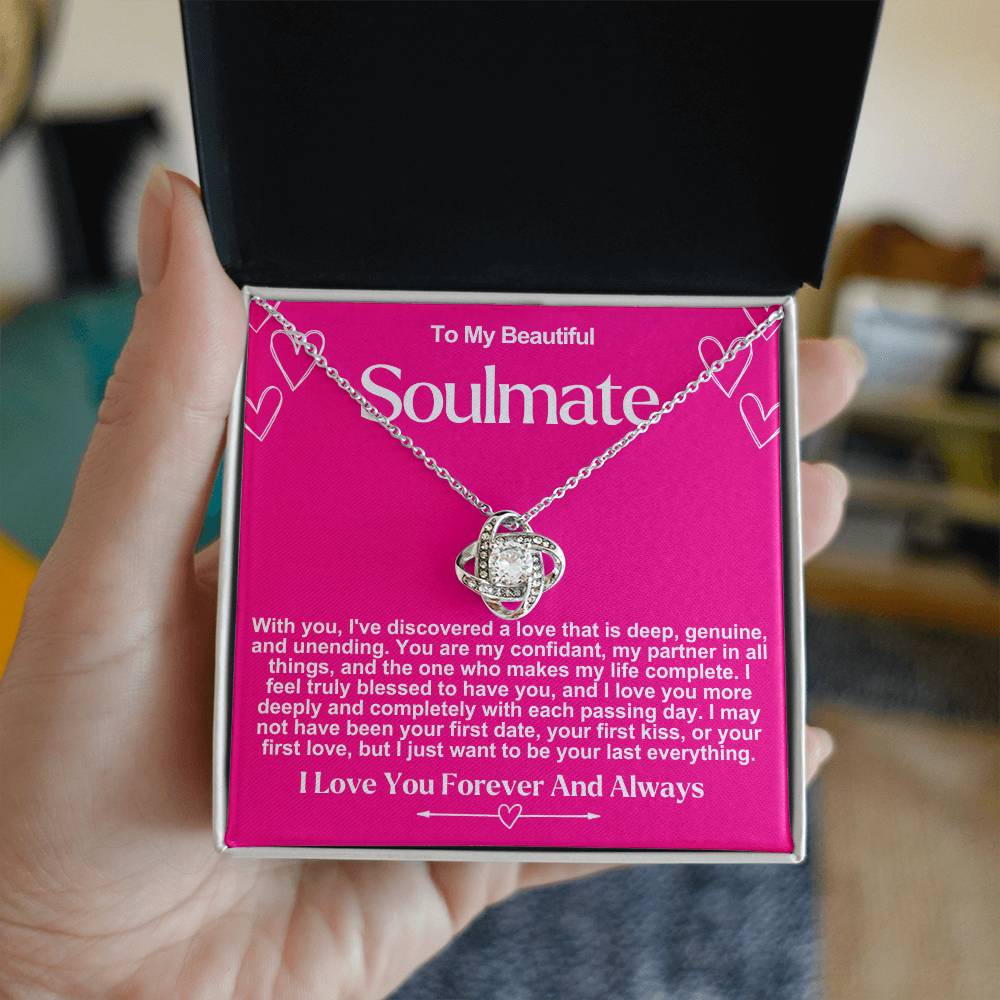 To My Beautiful
Soulmate
With you, I've discovered a love that is deep, genuine,
and unending. You are my confidant, my partner in all
things, and the one who makes my life complete. I
feel truly blessed to have you, and I love you more
deeply and completely with each passing day. I may
not have been your first date, your first kiss, or your
first love, but I just want to be your last everything.
I Love You Forever And Always